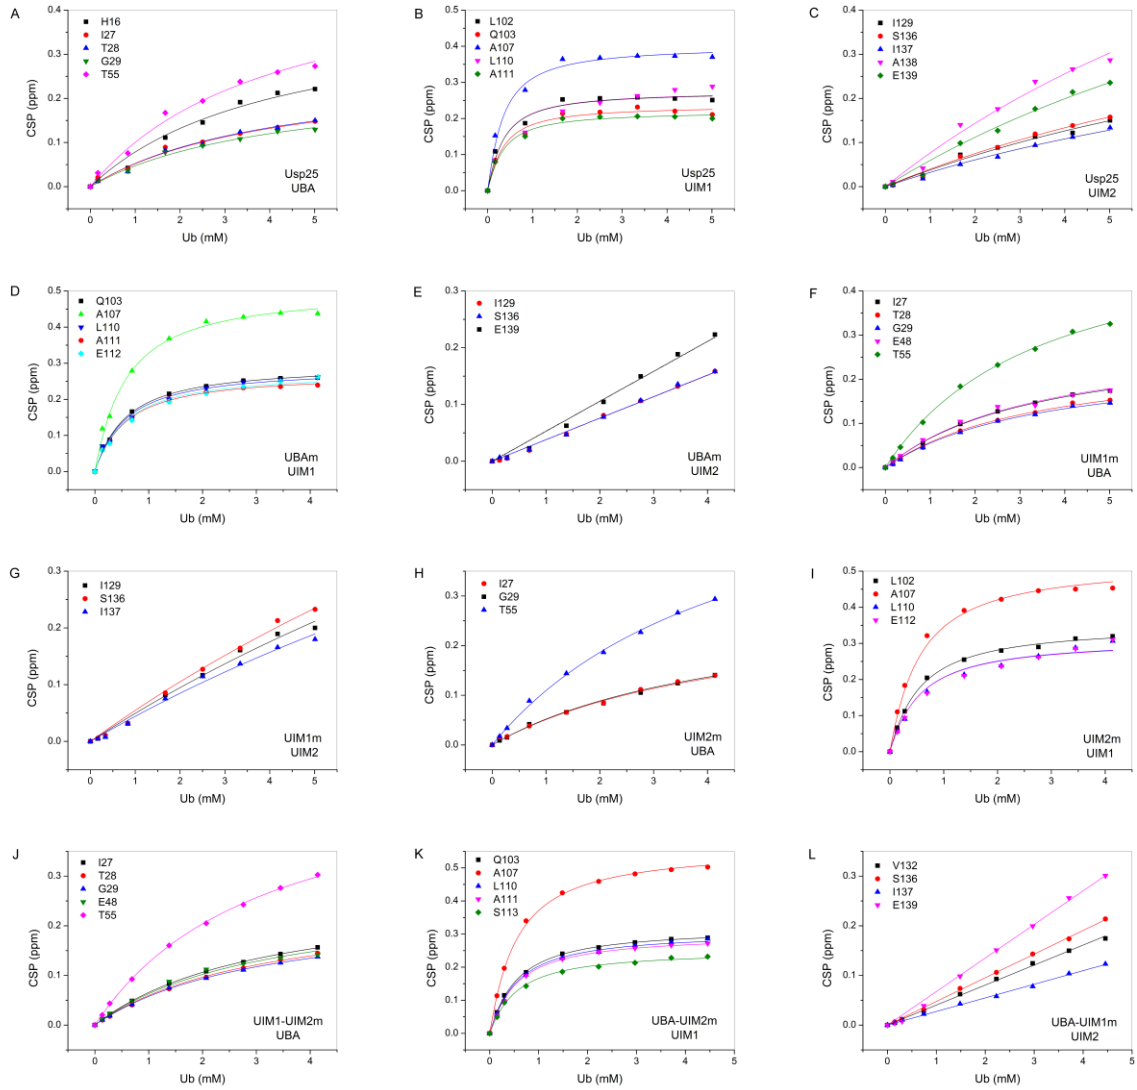 A
CSP (ppm)
0.4
0.3
0.2
0.1
0.0
H16
I27
T28
G29
T55
Usp25
UBA
0 1 2 3 4 5
Ub (mM)
B
CSP (ppm)
0.5
0.4
0.3
0.2
0.1
0.0
L102
Q103
A107
L110
A111
Usp25
UIM1
0 1 2 3 4 5
Ub (mM)
C
CSP (ppm)
0.4
0.3
0.2
0.1
0.0
I129
S136
I137
A138
E139
Usp25
UIM2
0 1 2 3 4 5
Ub (mM)
D
CSP (ppm)
0.5
0.4
0.3
0.2
0.1
0.0
Q103
A107
L110
A111
E112
UBAm
UIM1
0 1 2 3 4
Ub (mM)
E
CSP (ppm)
0.3
0.2
0.1
0.0
I129
S136
E139
UBAm
UIM2
0 1 2 3 4
Ub (mM)
F
CSP (ppm)
0.4
0.3
0.2
0.1
0.0
I27
T28
G29
E48
T55
UIM1m
UBA
0 1 2 3 4 5
Ub (mM)
G
CSP (ppm)
0.3
0.2
0.1
0.0
I129
S136
I137
UIM1m
UIM2
0 1 2 3 4 5
Ub (mM)
H
CSP (ppm)
0.3
0.2
0.1
0.0
I27
G29
T55
UIM2m
UBA
0 1 2 3 4
Ub (mM)
I
CSP (ppm)
0.5
0.4
0.3
0.2
0.1
0.0
L102
A107
L110
E112
UIM2m
UIM1
0 1 2 3 4
Ub (mM)
J
CSP (ppm)
0.3
0.2
0.1
0.0
I27
T28
G29
E48
T55
UIM1-UIM2m
UBA
0 1 2 3 4
Ub (mM)
K
CSP (ppm)
0.5
0.4
0.3
0.2
0.1
0.0
Q103
A107
L110
A111
S113
UBA-UIM2m
UIM1
0 1 2 3 4 5
Ub (mM)
L
CSP (ppm)
0.3
0.2
0.1
0.0
V132
S136
I137
E139
UBA-UIM1m
UIM2
0 1 2 3 4 5
Ub (mM)